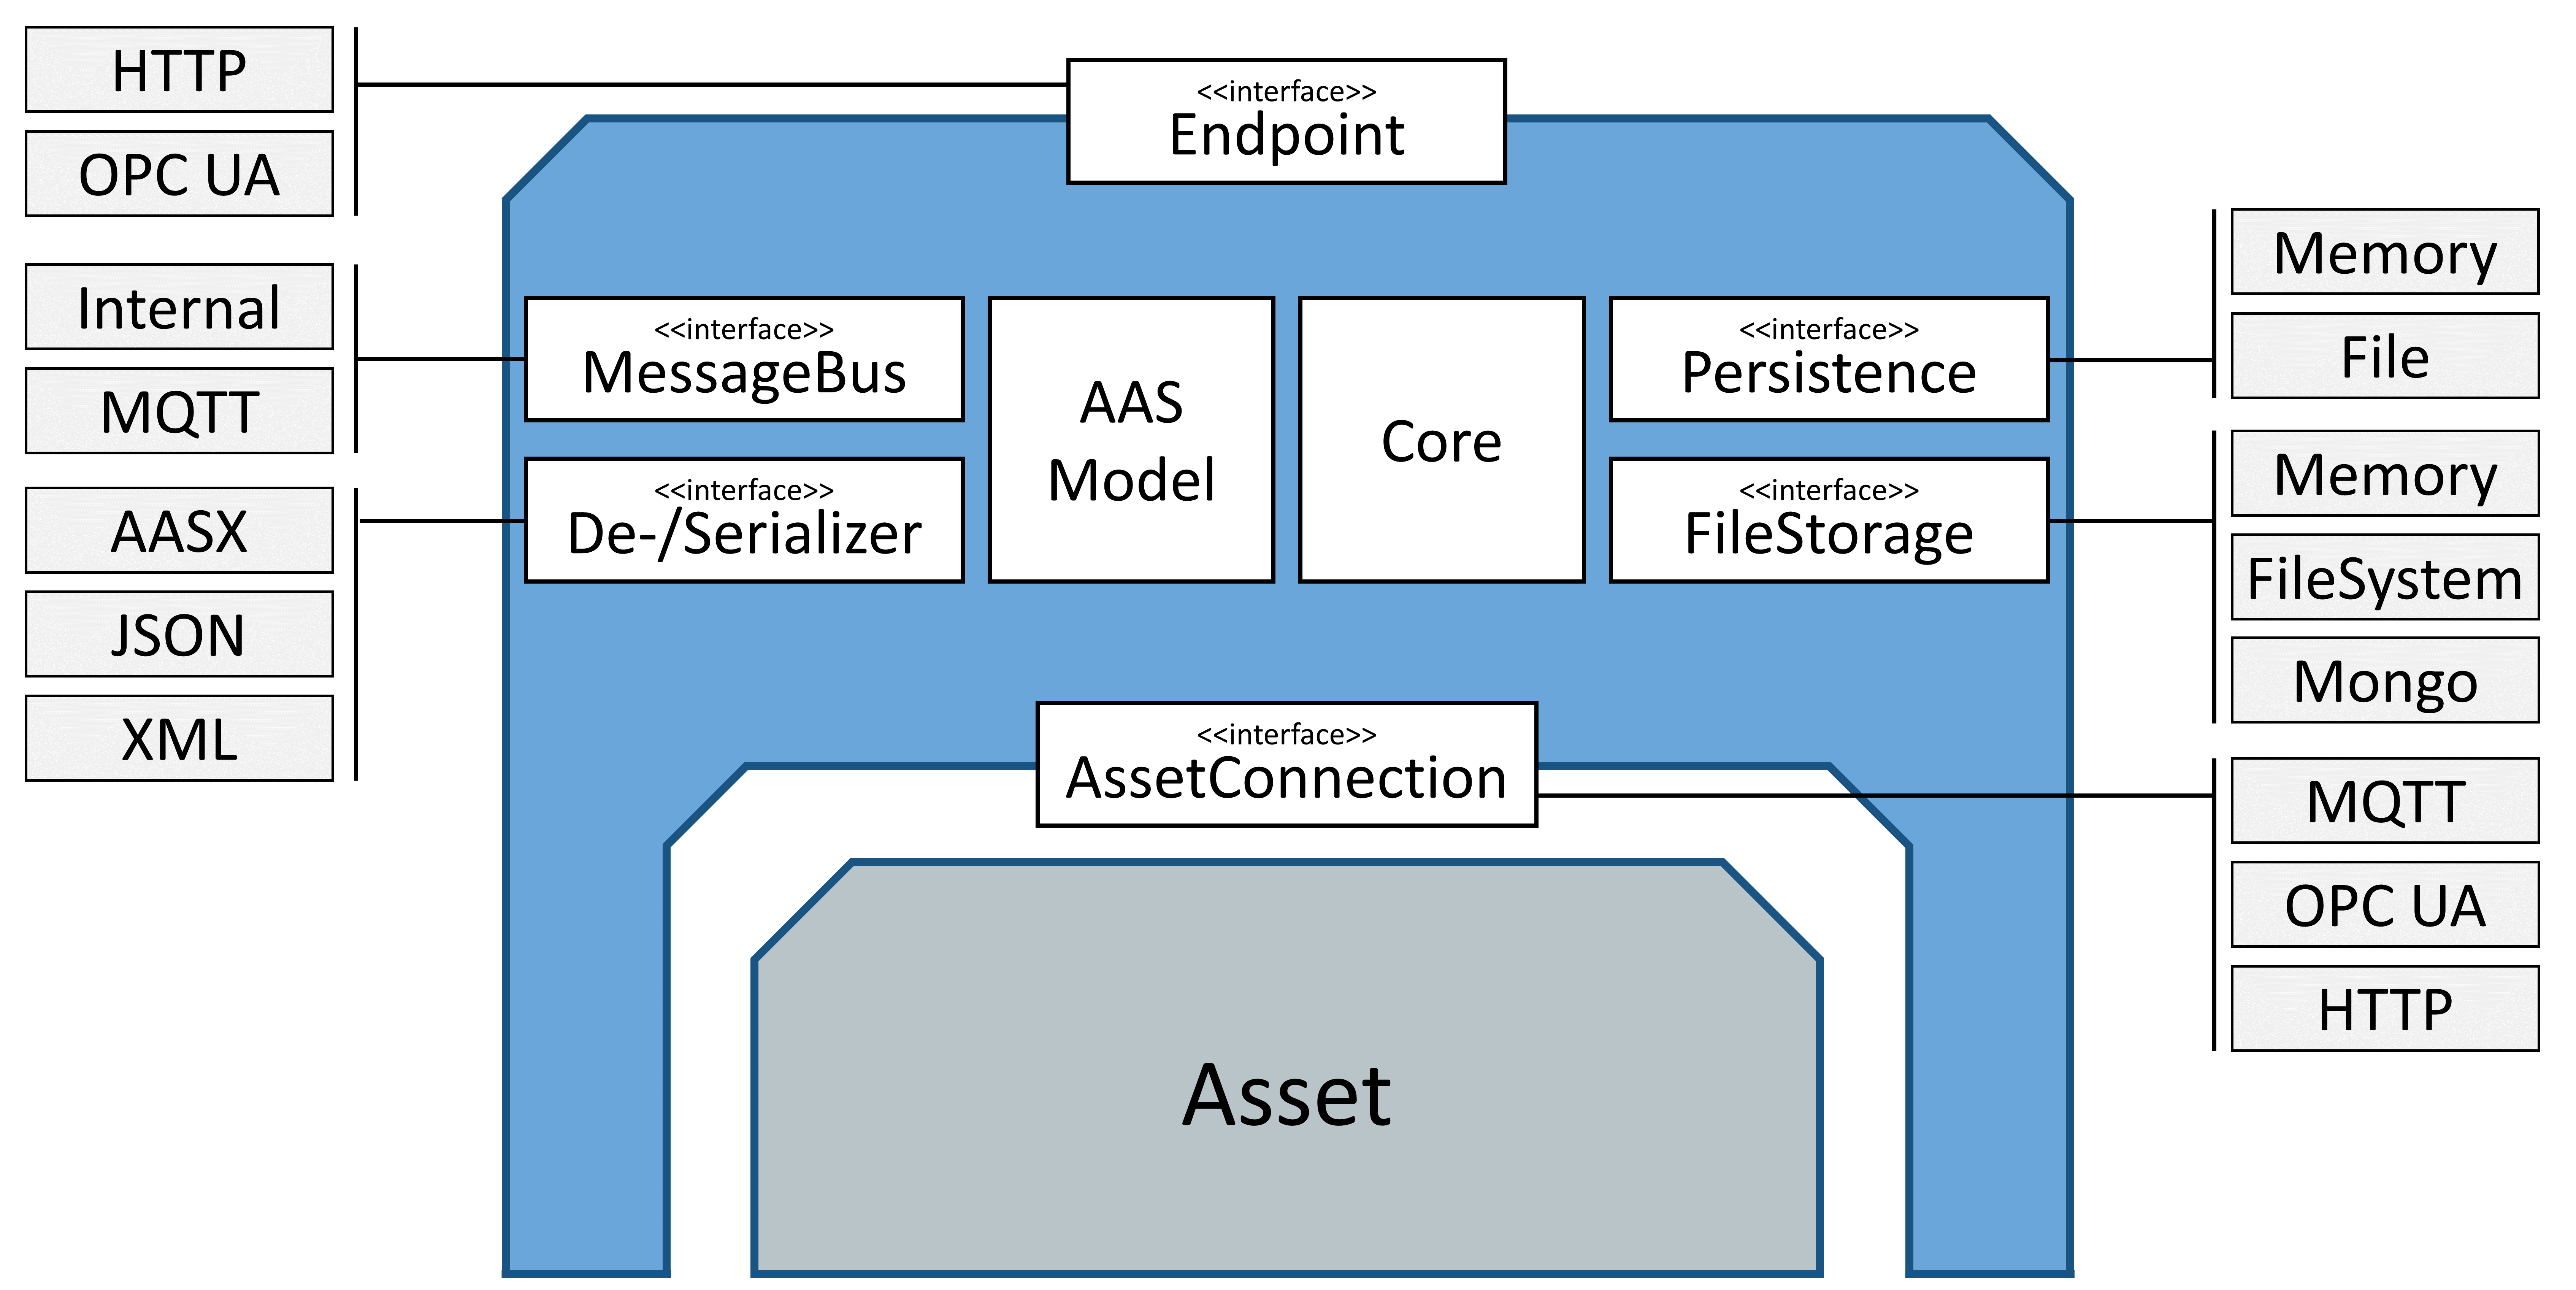 HTTP
OPC UA
Internal
MQTT
AASX
JSON
XML
<<interface>>
Endpoint
<<interface>>
MessageBus
<<interface>>
De-/Serializer
AAS
Model
Core
<<interface>>
Persistence
<<interface>>
FileStorage
<<interface>>
AssetConnection
Asset
Memory
File
Memory
FileSystem
Mongo
MQTT
OPC UA
HTTP